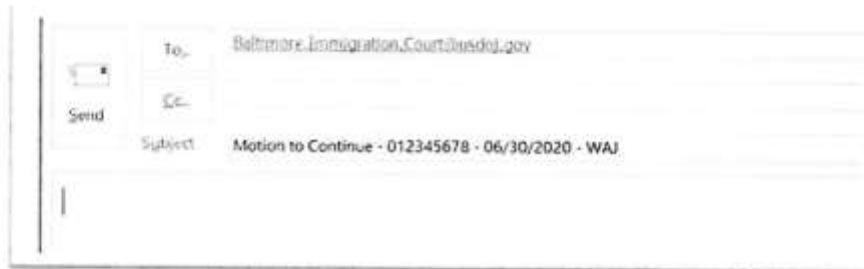 To...
Baltimore.Immigration.Court@usdoj.gov
Send
Cc...
Subject
Motion to Continue - 012345678 - 06/30/2020 - WAJ